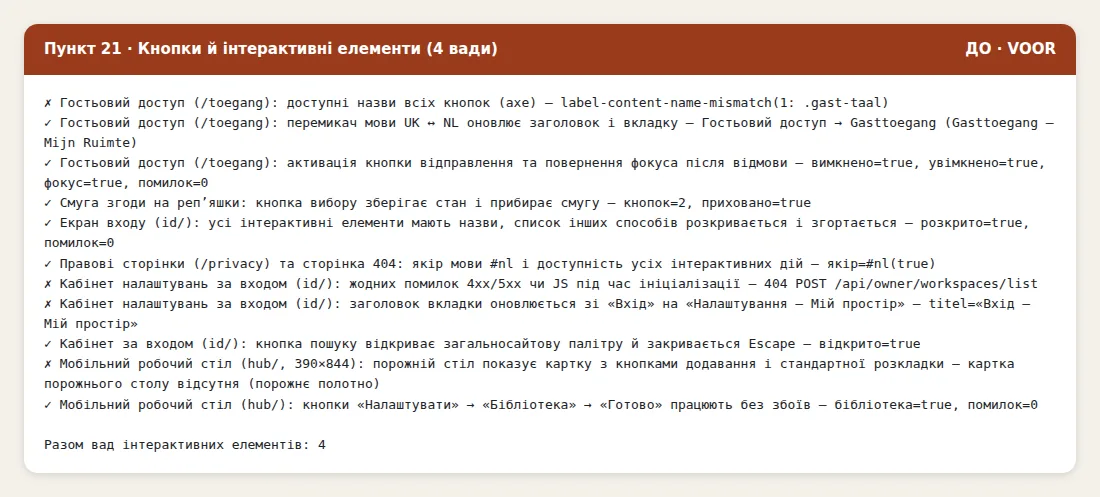 Пункт 21 · Кнопки й інтерактивні елементи (4 вади)
ДО · VOOR
✗ Гостьовий доступ (/toegang): доступні назви всіх кнопок (axe) — label-content-name-mismatch(1: .gast-taal)
✓ Гостьовий доступ (/toegang): перемикач мови UK ↔ NL оновлює заголовок і вкладку — Гостьовий доступ → Gasttoegang (Gasttoegang —
Mijn Ruimte)
✓ Гостьовий доступ (/toegang): активація кнопки відправлення та повернення фокуса після відмови — вимкнено=true, увімкнено=true,
фокус=true, помилок=0
✓ Смуга згоди на реп’яшки: кнопка вибору зберігає стан і прибирає смугу — кнопок=2, приховано=true
✓ Екран входу (id/): усі інтерактивні елементи мають назви, список інших способів розкривається і згортається — розкрито=true,
помилок=0
✓ Правові сторінки (/privacy) та сторінка 404: якір мови #nl і доступність усіх інтерактивних дій — якір=#nl(true)
✗ Кабінет налаштувань за входом (id/): жодних помилок 4xx/5xx чи JS під час ініціалізації — 404 POST /api/owner/workspaces/list
✗ Кабінет налаштувань за входом (id/): заголовок вкладки оновлюється зі «Вхід» на «Налаштування — Мій простір» — titel=«Вхід —
Мій простір»
✓ Кабінет за входом (id/): кнопка пошуку відкриває загальносайтову палітру й закривається Escape — відкрито=true
✗ Мобільний робочий стіл (hub/, 390×844): порожній стіл показує картку з кнопками додавання і стандартної розкладки — картка
порожнього столу відсутня (порожнє полотно)
✓ Мобільний робочий стіл (hub/): кнопки «Налаштувати» → «Бібліотека» → «Готово» працюють без збоїв — бібліотека=true, помилок=0
Разом вад інтерактивних елементів: 4